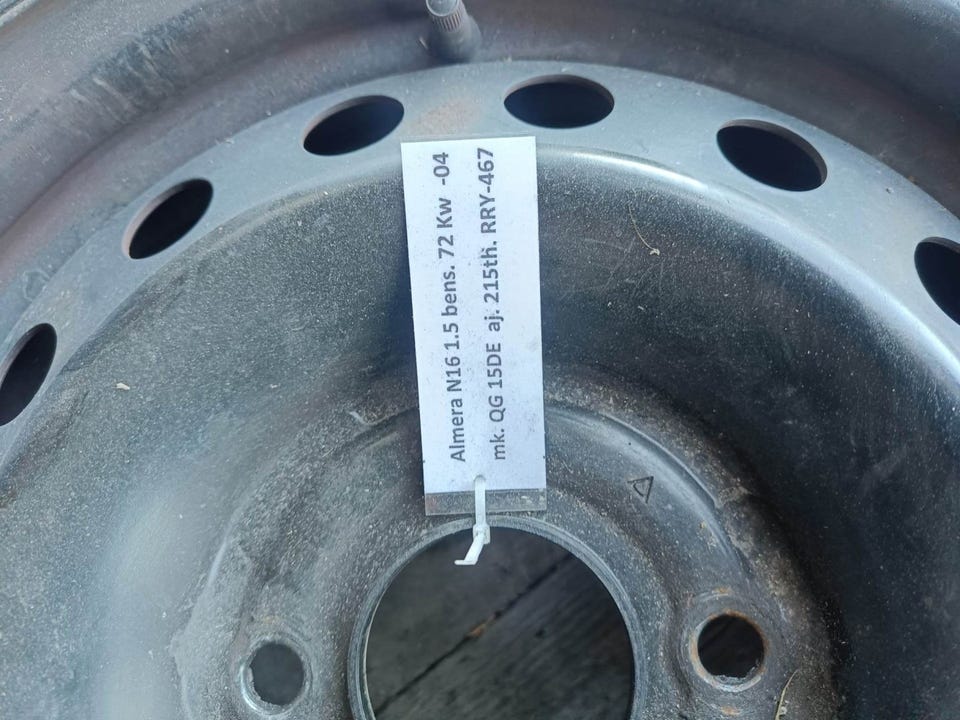 Almera N16 1.5 bens. 72 Kw -04
mk. QG 15DE aj. 215th. RRY-467